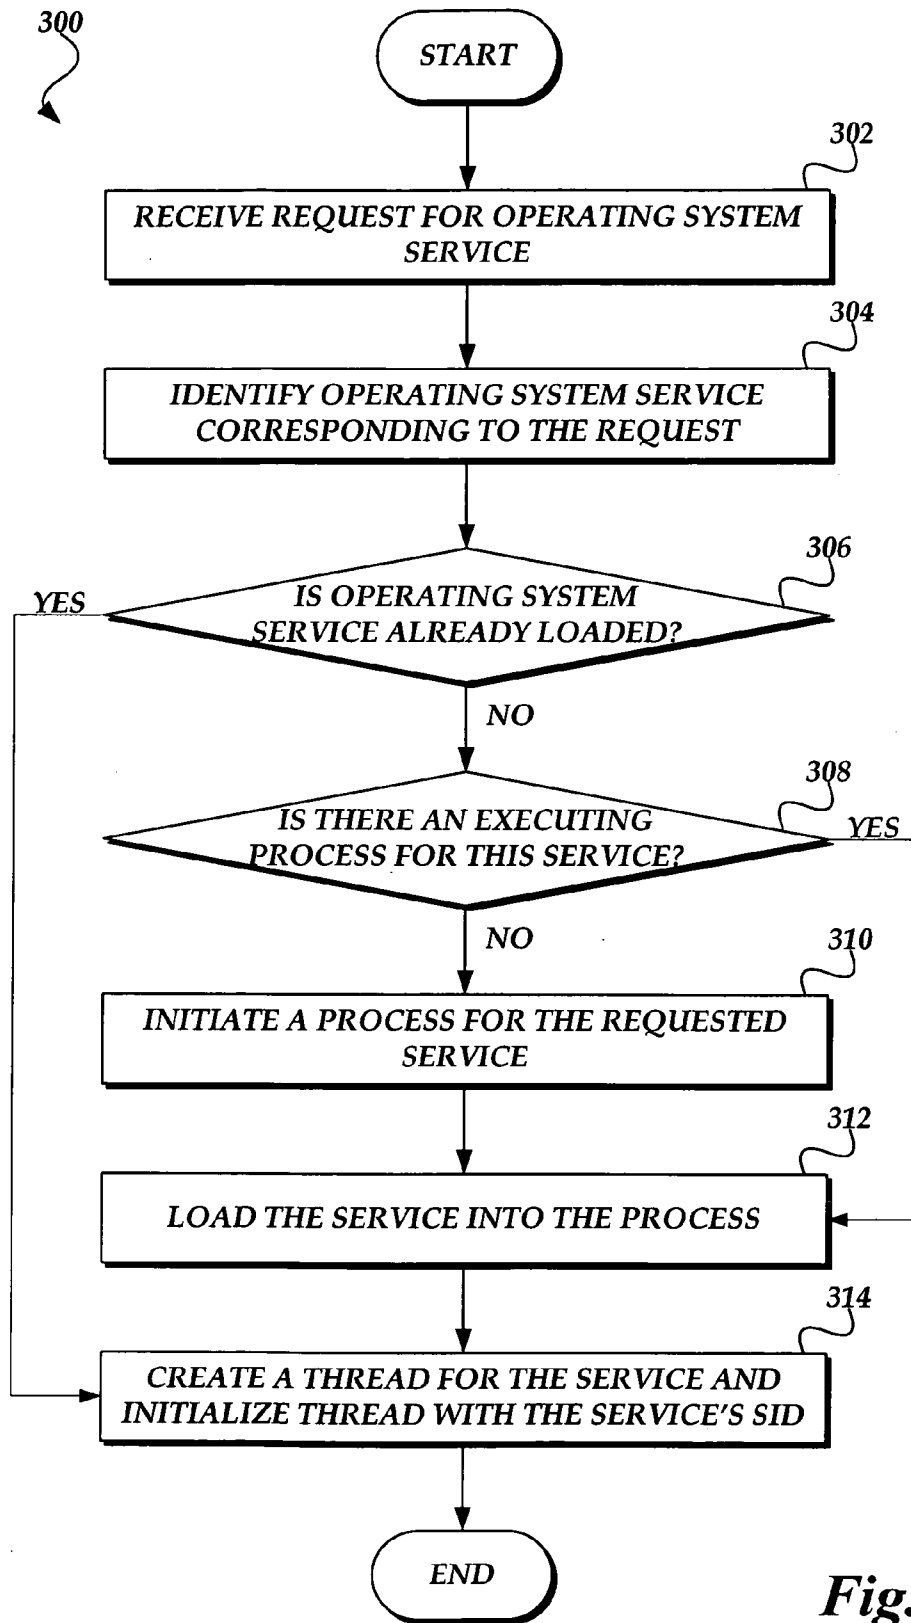 300
START
302
RECEIVE REQUEST FOR OPERATING SYSTEM
SERVICE
304
IDENTIFY OPERATING SYSTEM SERVICE
CORRESPONDING TO THE REQUEST
306
YES
IS OPERATING SYSTEM
SERVICE ALREADY LOADED?
NO
308
IS THERE AN EXECUTING
PROCESS FOR THIS SERVICE?
YES
NO
310
INITIATE A PROCESS FOR THE REQUESTED
SERVICE
312
LOAD THE SERVICE INTO THE PROCESS
314
CREATE A THREAD FOR THE SERVICE AND
INITIALIZE THREAD WITH THE SERVICE'S SID
END
Fig.